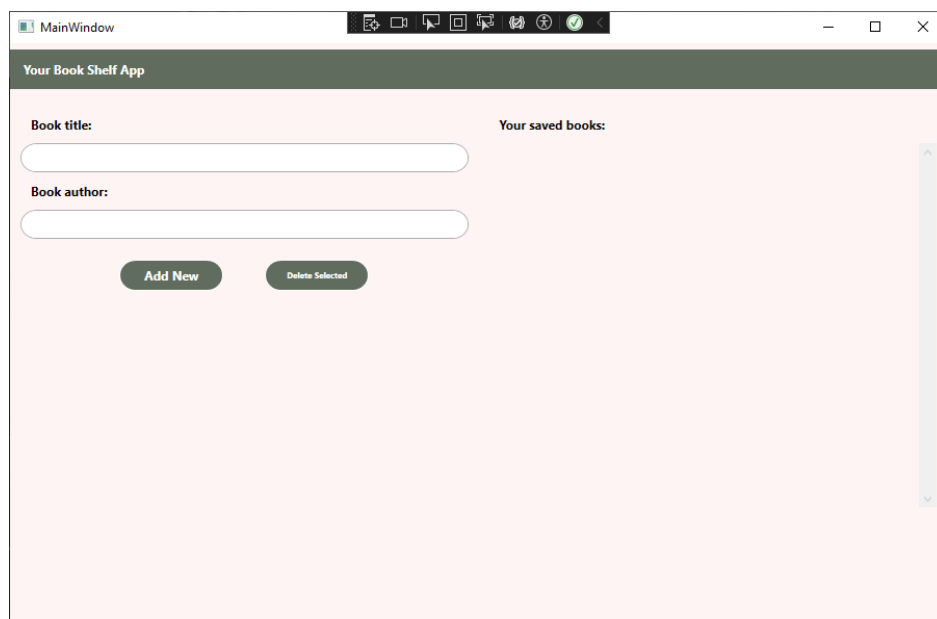 MainWindow
Your Book Shelf App
Book title:
Your saved books:
Book author:
Add New
Delete Selected